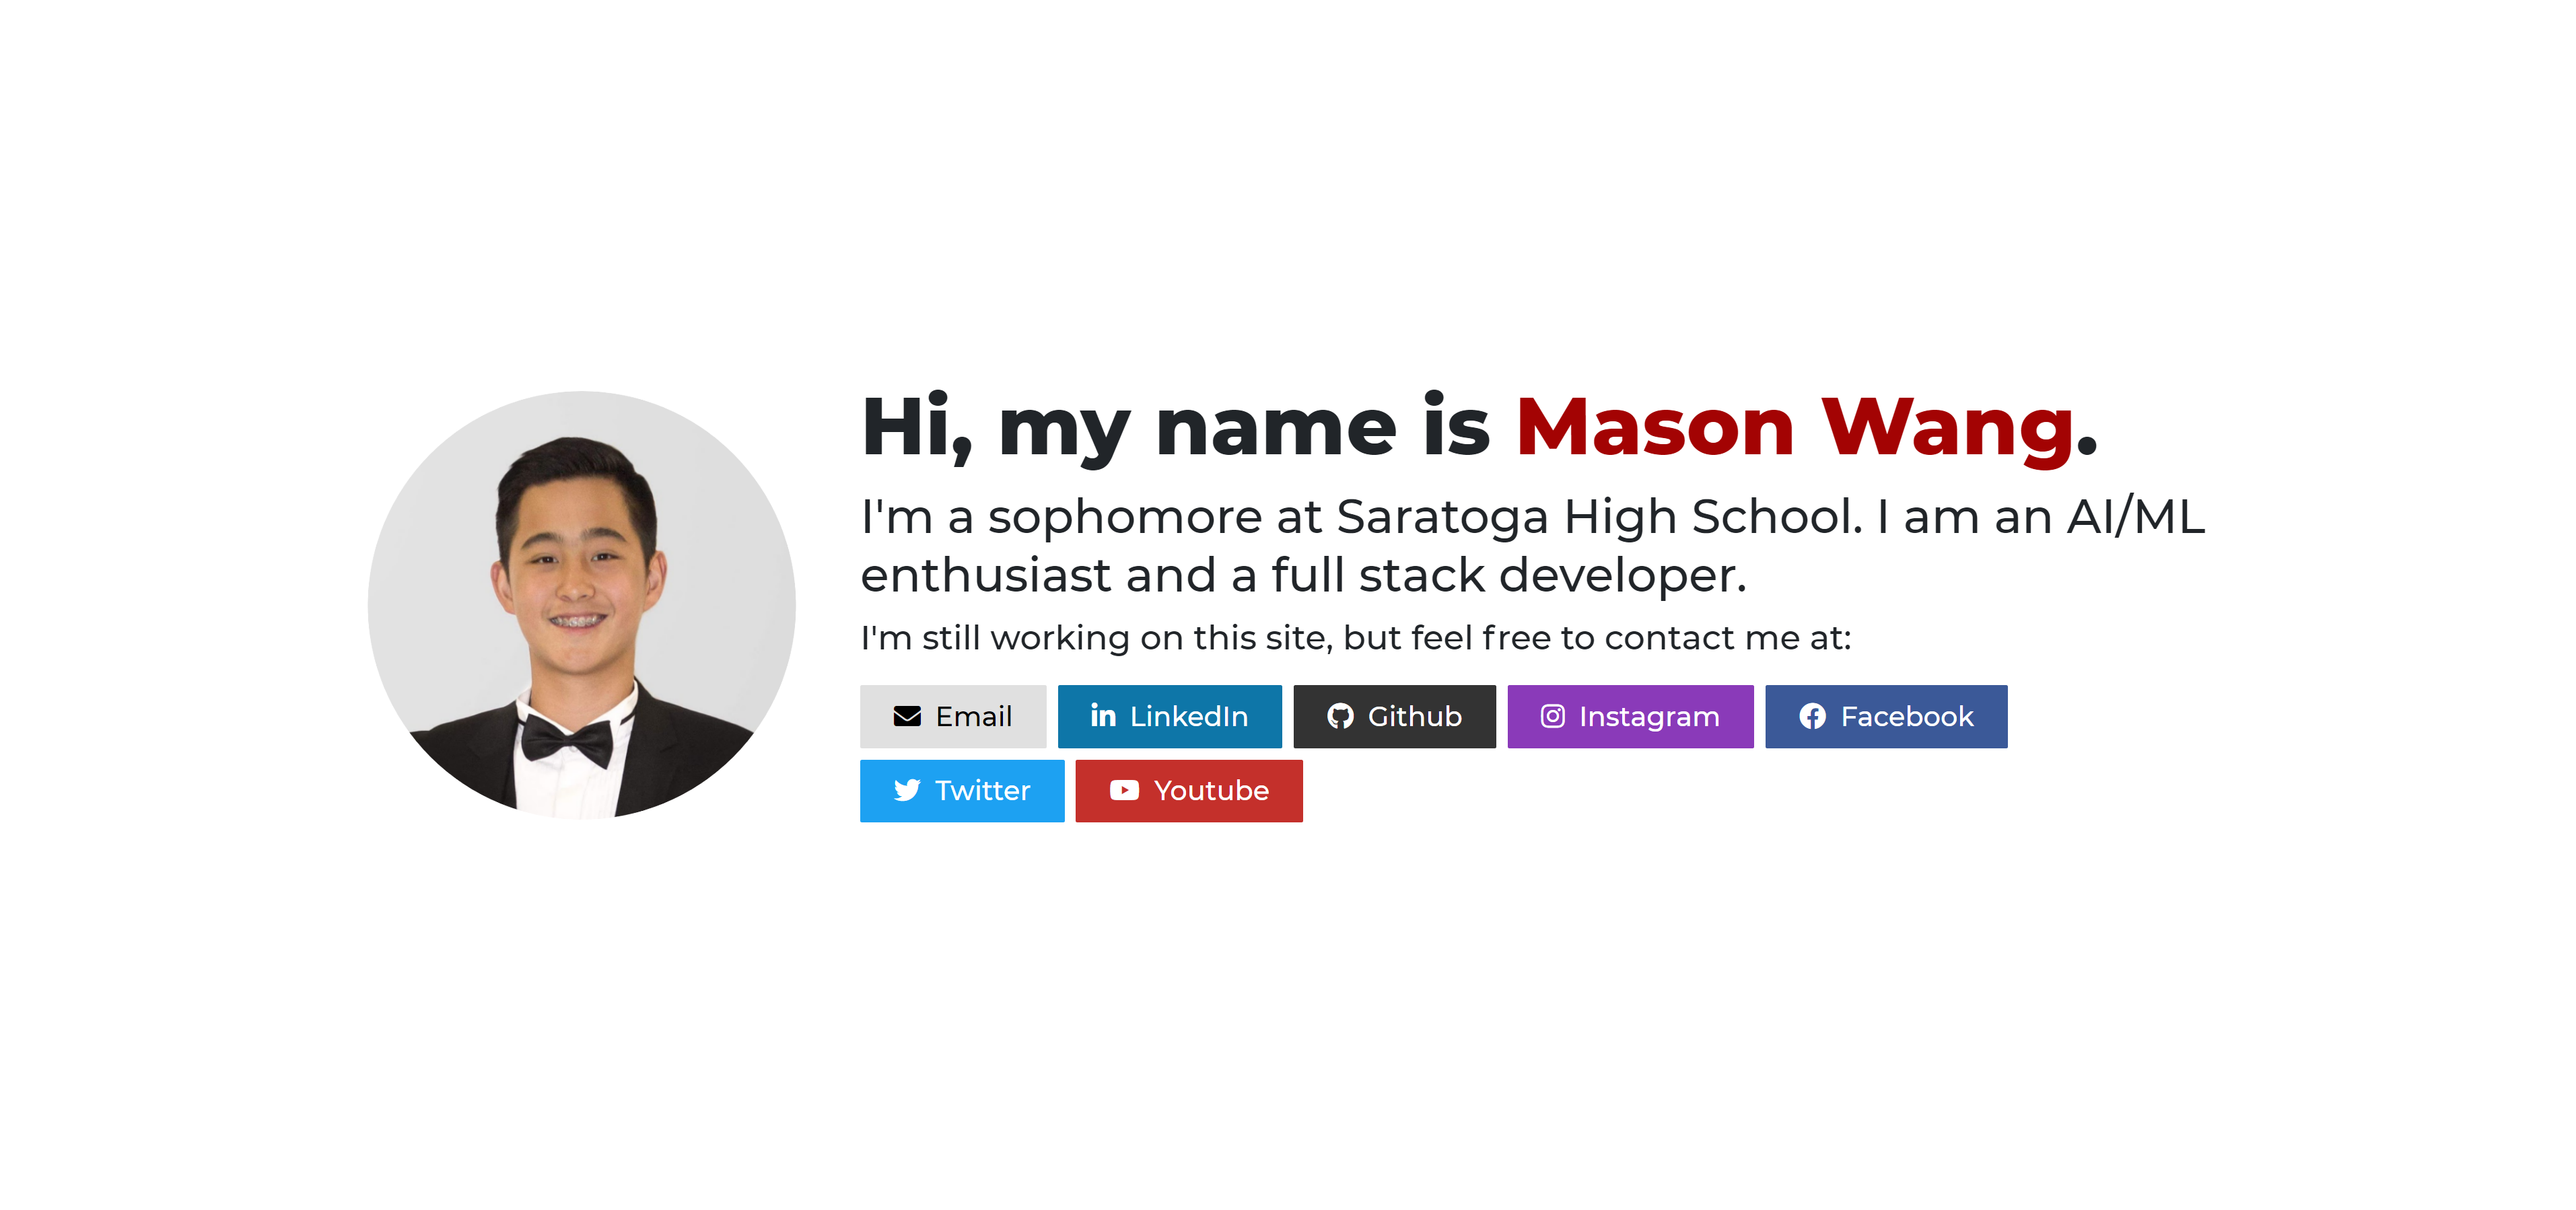 Hi, my name is Mason Wang.
I'm a sophomore at Saratoga High School. I am an AI/ML
enthusiast and a full stack developer.
I'm still working on this site, but feel free to contact me at:
Email LinkedIn Github Instagram Facebook
Twitter Youtube